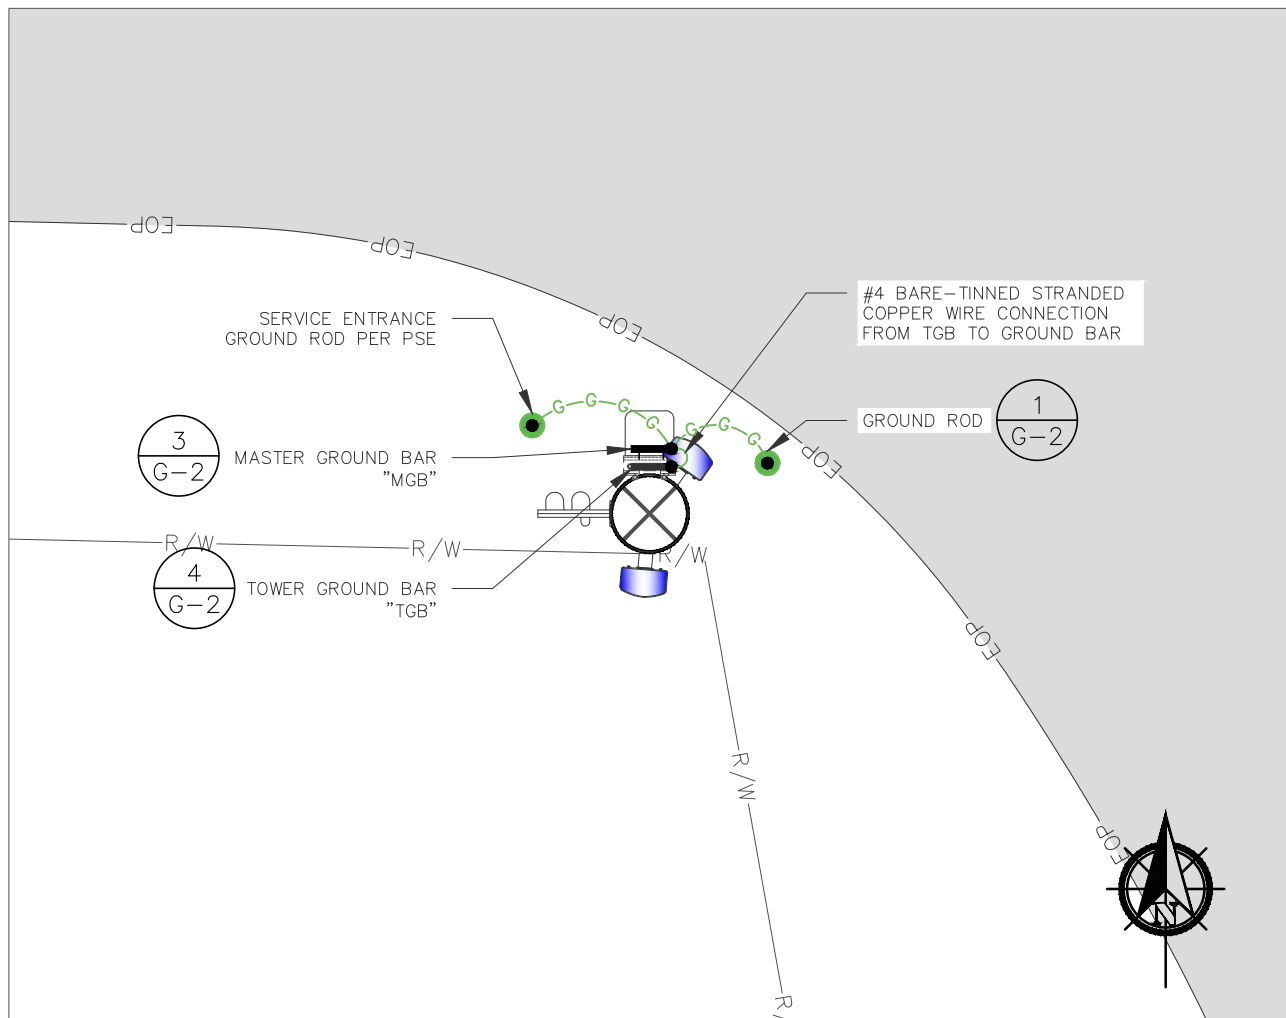 EOP
EOP
EOP
#4 BARE-TINNED STRANDED
COPPER WIRE CONNECTION
FROM TGB TO GROUND BAR
SERVICE ENTRANCE
GROUND ROD PER PSE
G G G G
G G G
GROUND ROD
1
G-2
3
G-2
MASTER GROUND BAR
"MGB"
EOP
R/W
R/W
R/W
4
G-2
TOWER GROUND BAR
"TGB"
EOP
R/W
EOP
N
R/W